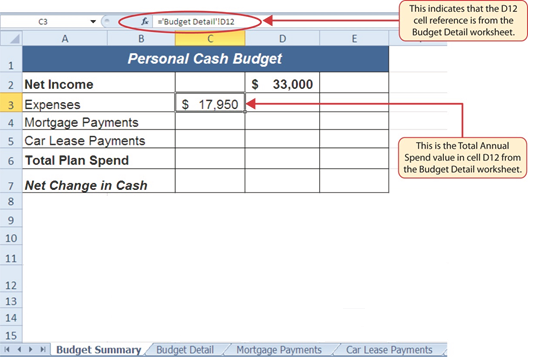 This indicates that the D12
cell reference is from the
Budget Detail worksheet.
C3 fx ='Budget Detail'!D12
A B C D E
1 Personal Cash Budget
2 Net Income $ 33,000
3 Expenses $ 17,950
4 Mortgage Payments
5 Car Lease Payments
6 Total Plan Spend
7 Net Change in Cash
This is the Total Annual
Spend value in cell D12 from
the Budget Detail worksheet.
8
9
10
11
12
13
14
15
Budget Summary Budget Detail Mortgage Payments Car Lease Payments